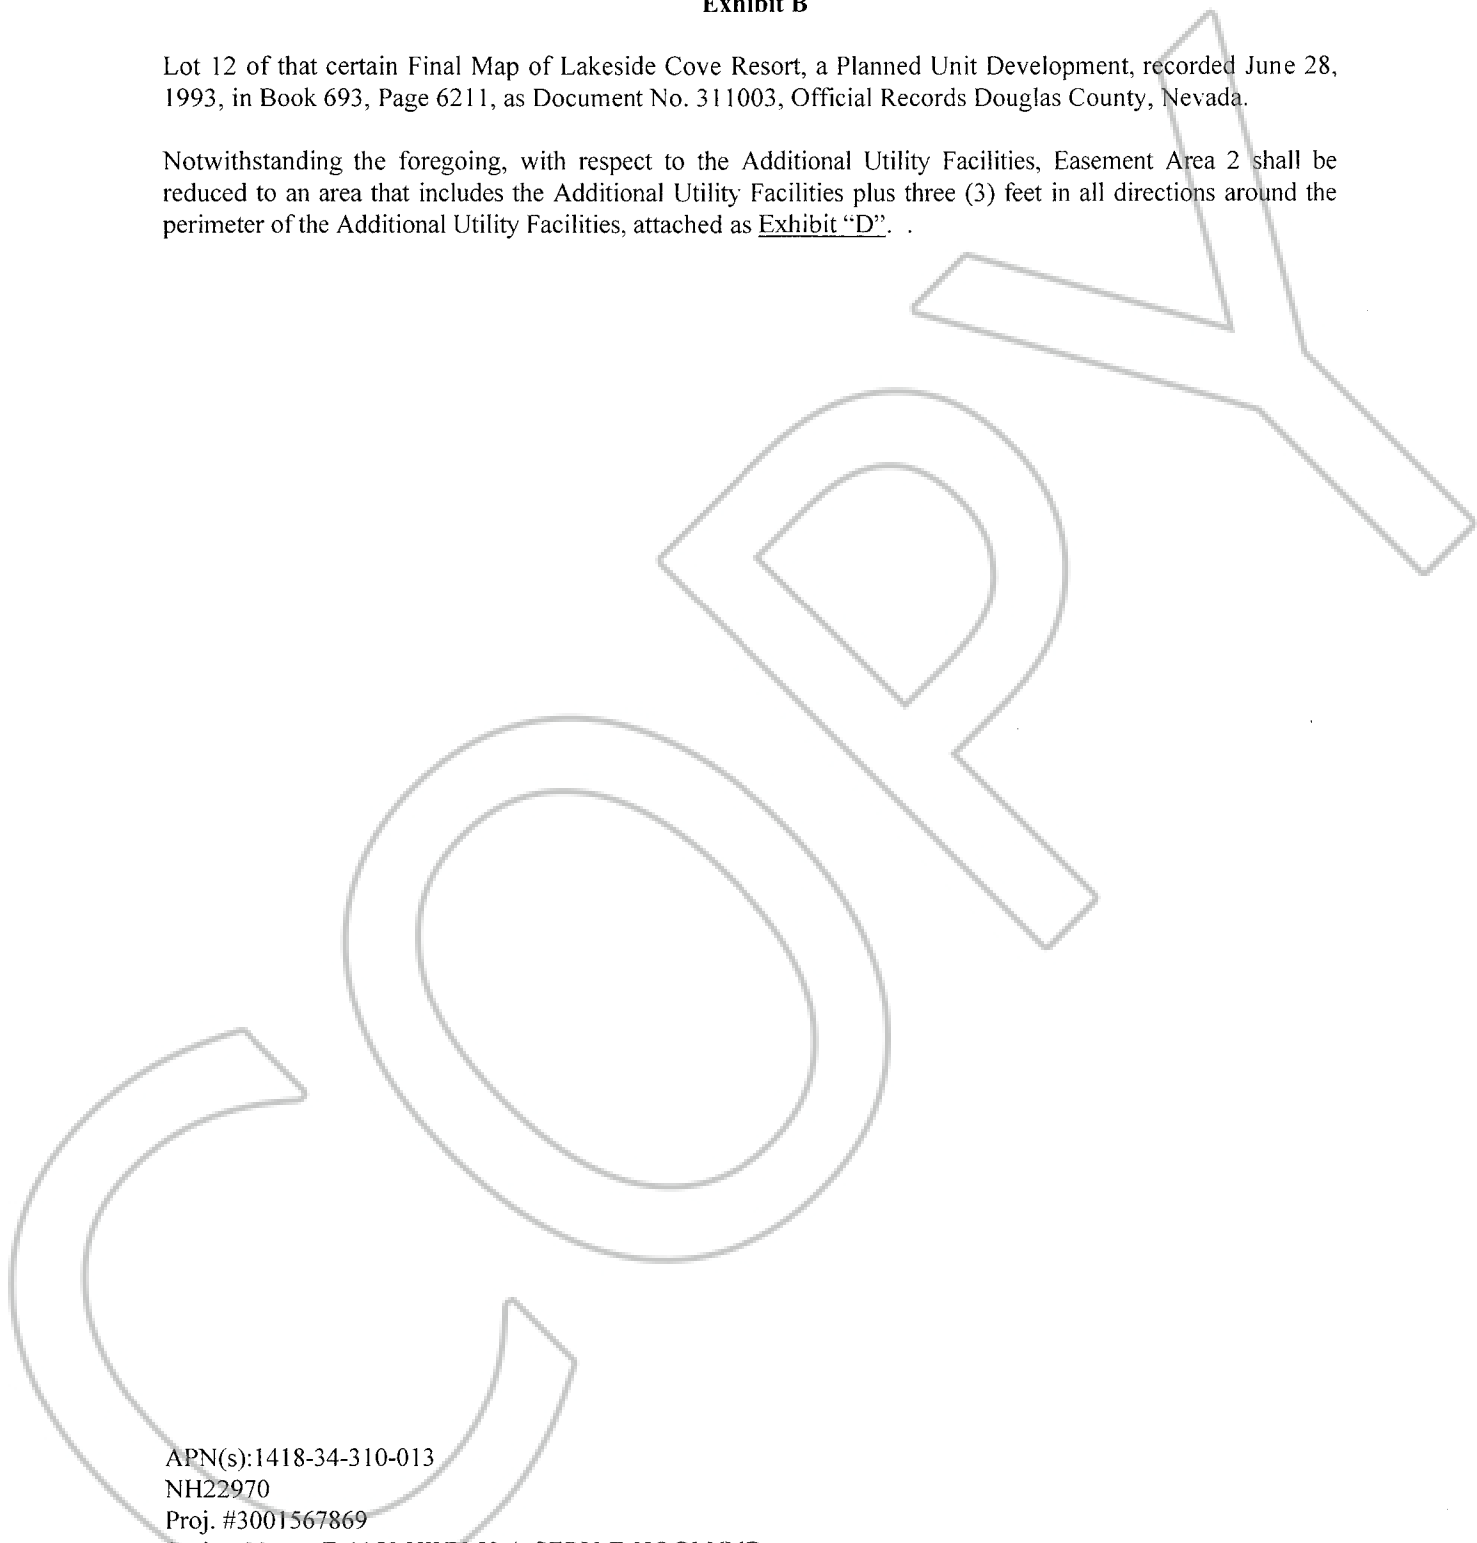 Exhibit B
Lot 12 of that certain Final Map of Lakeside Cove Resort, a Planned Unit Development, recorded June 28,
1993, in Book 693, Page 6211, as Document No. 311003, Official Records Douglas County, Nevada.
Notwithstanding the foregoing, with respect to the Additional Utility Facilities, Easement Area 2 shall be
reduced to an area that includes the Additional Utility Facilities plus three (3) feet in all directions around the
perimeter of the Additional Utility Facilities, attached as Exhibit “D”. .
COPY
APN(s):1418-34-310-013
NH22970
Proj. #3001567869